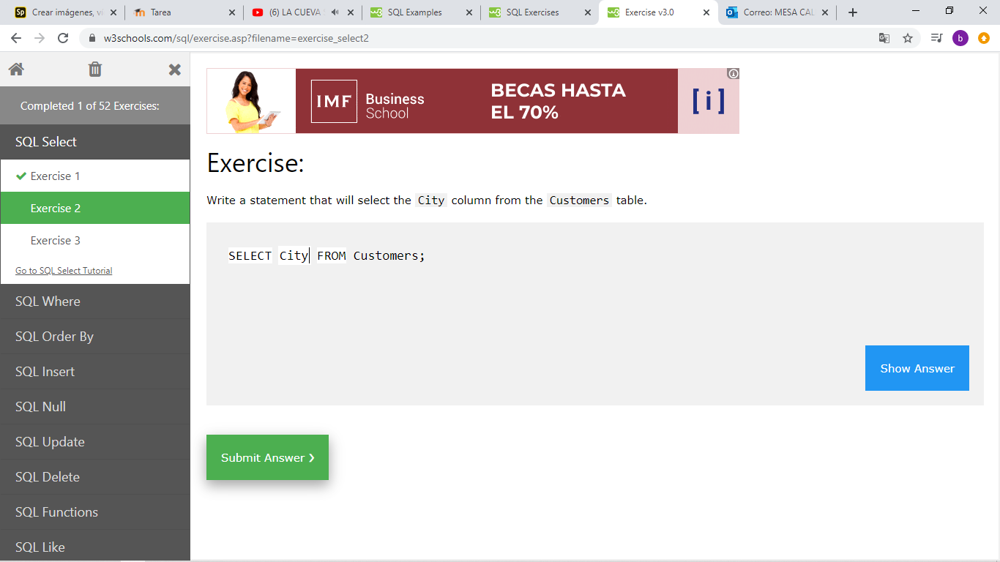 Crear imágenes, ví
Tarea
(6) LA CUEVA
SQL Examples
SQL Exercises
Exercise v3.0
Correo: MESA CAL
w3schools.com/sql/exercise.asp?filename=exercise_select2
b
Completed 1 of 52 Exercises:
SQL Select
Exercise 1
Exercise 2
Exercise 3
Go to SQL Select Tutorial
SQL Where
SQL Order By
SQL Insert
SQL Null
SQL Update
SQL Delete
SQL Functions
SQL Like
IMF Business School
BECAS HASTA
EL 70%
[ i ]
Exercise:
Write a statement that will select the City column from the Customers table.
SELECT City FROM Customers;
Show Answer
Submit Answer ❯